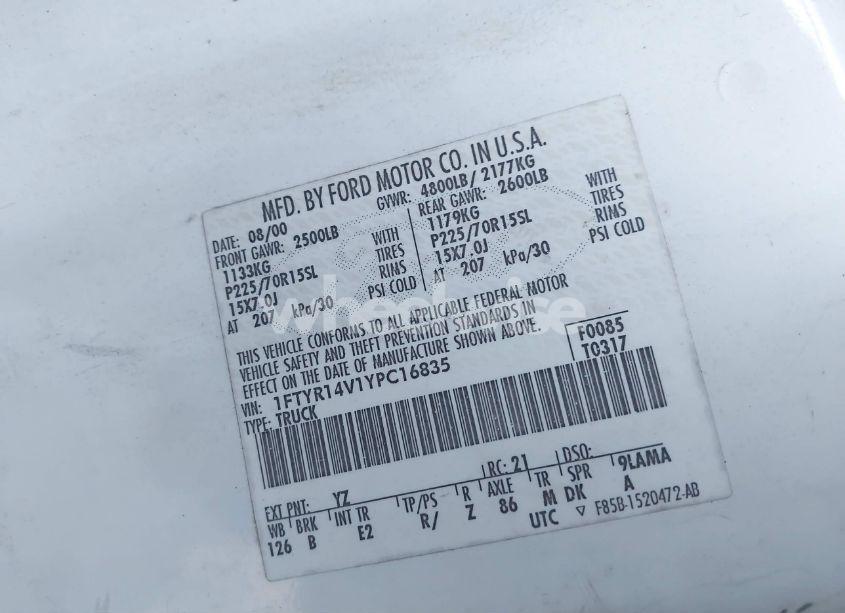 MFD. BY FORD MOTOR CO. IN U.S.A.
DATE: 08/00 GVWR: 4800LB/ 2177KG
FRONT GAWR: 2500LB REAR GAWR: 2600LB
1133KG WITH 1179KG WITH
P225/70R15SL TIRES P225/70R15SL TIRES
15X7.0J RINS 15X7.0J RINS
AT 207 kPa/30 PSI COLD AT 207 kPa/30 PSI COLD
THIS VEHICLE CONFORMS TO ALL APPLICABLE FEDERAL MOTOR
VEHICLE SAFETY AND THEFT PREVENTION STANDARDS IN
EFFECT ON THE DATE OF MANUFACTURE SHOWN ABOVE.
F0085
VIN: 1FTYR14V1YPC16835 T0317
TYPE: TRUCK
EXT PNT: YZ RC: 21 DSO:
WB BRK INT TR TP/PS R AXLE TR SPR 9LAMA
126 B E2 R/ Z 86 M DK A
UTC ▽ F85B-1520472-AB